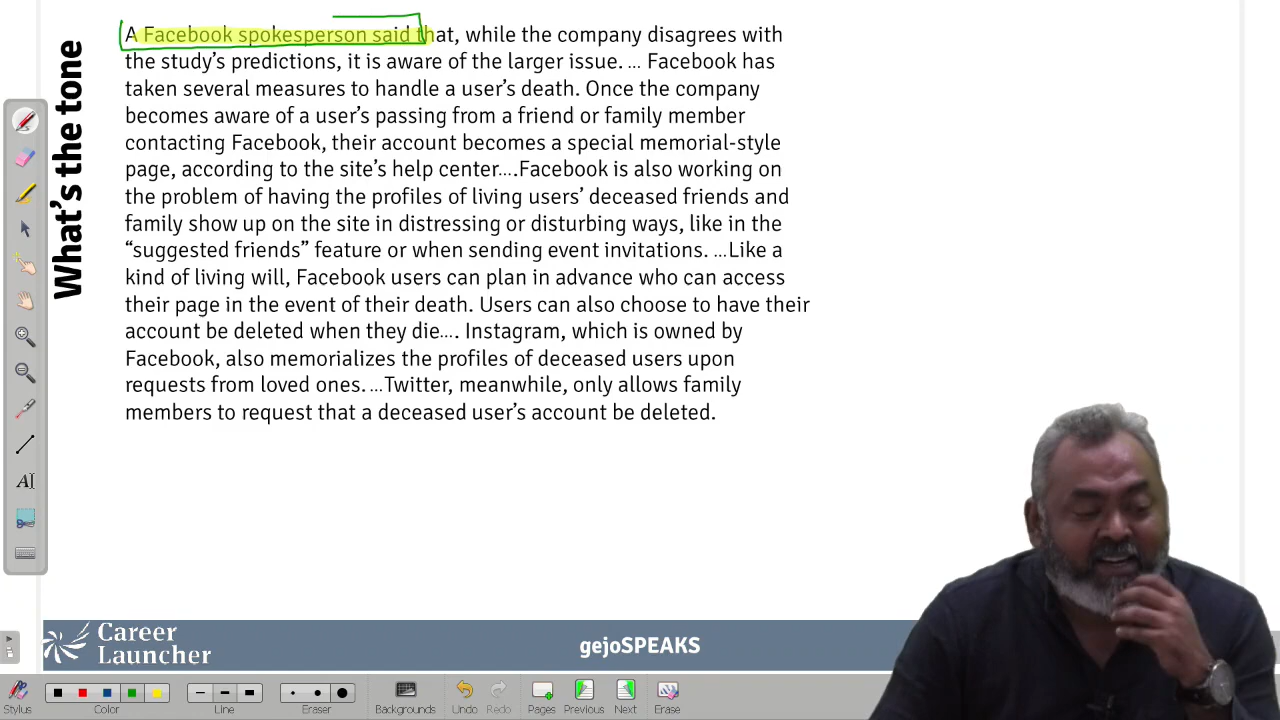 What's the tone
A Facebook spokesperson said that, while the company disagrees with
the study's predictions, it is aware of the larger issue. ... Facebook has
taken several measures to handle a user's death. Once the company
becomes aware of a user's passing from a friend or family member
contacting Facebook, their account becomes a special memorial-style
page, according to the site's help center....Facebook is also working on
the problem of having the profiles of living users' deceased friends and
family show up on the site in distressing or disturbing ways, like in the
“suggested friends” feature or when sending event invitations. ...Like a
kind of living will, Facebook users can plan in advance who can access
their page in the event of their death. Users can also choose to have their
account be deleted when they die.... Instagram, which is owned by
Facebook, also memorializes the profiles of deceased users upon
requests from loved ones. ...Twitter, meanwhile, only allows family
members to request that a deceased user's account be deleted.
AI
Career
Launcher
gejoSPEAKS
Stylus Color Line Eraser Backgrounds Undo Redo Pages Previous Next Erase